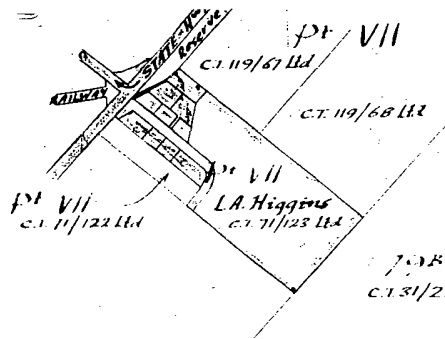 pt VII
STATE-H
Reserve
C.T. 119/67 Ltd
RAILWAY
C.T. 119/68 Ltd
pt VII
L.A. Higgins
C.T. 71/123 Ltd
pt VII
C.T. 71/122 Ltd
C.T. 31/2